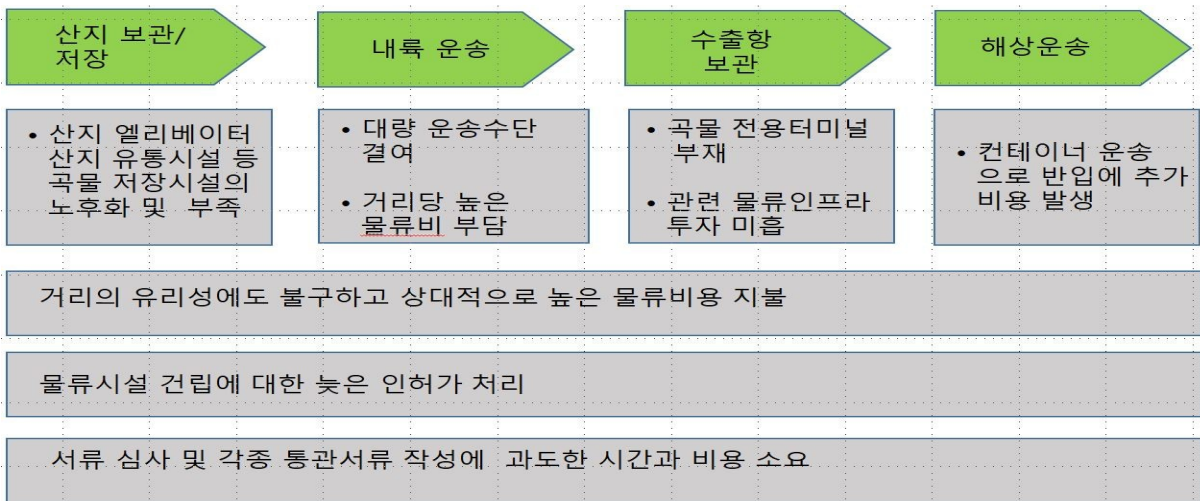 산지 보관/
저장
내륙 운송
수출항
보관
해상운송
• 산지 엘리베이터
산지 유통시설 등
곡물 저장시설의
노후화 및 부족
• 대량 운송수단
결여
• 거리당 높은
물류비 부담
• 곡물 전용터미널
부재
• 관련 물류인프라
투자 미흡
• 컨테이너 운송
으로 반입에 추가
비용 발생
거리의 유리성에도 불구하고 상대적으로 높은 물류비용 지불
물류시설 건립에 대한 늦은 인허가 처리
서류 심사 및 각종 통관서류 작성에 과도한 시간과 비용 소요